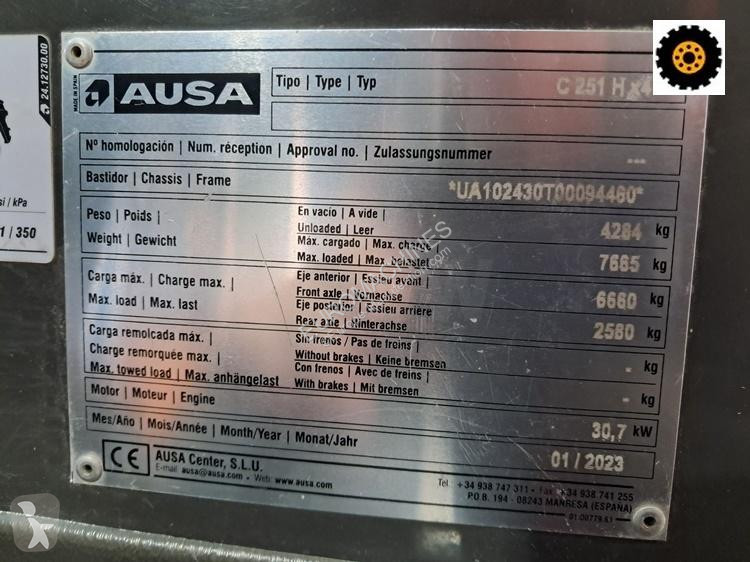 24.12730.00
si / kPa
1 / 350
MADE IN SPAIN
AUSA
Tipo | Type | Typ
C 251 H x4
Nº homologación | Num. réception | Approval no. | Zulassungsnummer
---
Bastidor | Chassis | Frame
*UA102430T00094460*
Peso | Poids |
Weight | Gewicht
En vacío | A vide |
Unloaded | Leer
4284 kg
Máx. cargado | Max. charge
Max. loaded | Max. belastet
7665 kg
Carga máx. | Charge max. |
Max. load | Max. last
Eje anterior | Essieu avant |
Front axle | Vornachse
6660 kg
Eje posterior | Essieu arrière
Rear axle | Hinterachse
2580 kg
Carga remolcada máx. |
Charge remorquée max. |
Max. towed load | Max. anhängelast
Sin frenos / Pas de freins |
Without brakes | Keine bremsen
- kg
Con frenos | Avec freins |
With brakes | Mit bremsen
- kg
Motor | Moteur | Engine
30,7 kW
Mes/Año | Mois/Année | Month/Year | Monat/Jahr
01 / 2023
CE
AUSA Center, S.L.U.
E-mail: ausa@ausa.com • Web: www.ausa.com
Tel.: +34 938 747 311 • Fax: +34 938 741 255
P.O.B. 194 - 08243 MANRESA (ESPAÑA)
01.00779.61